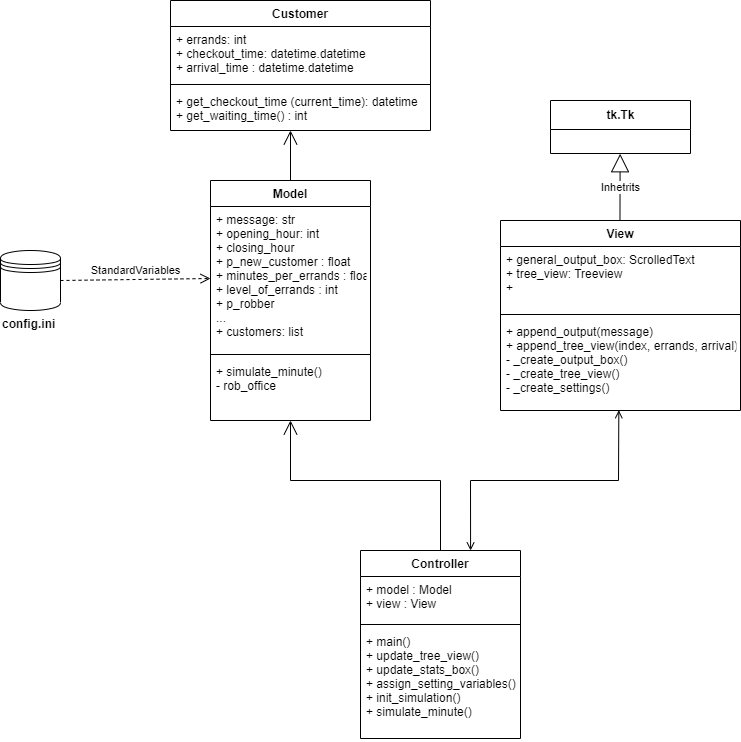 Customer
+ errands: int
+ checkout_time: datetime.datetime
+ arrival_time : datetime.datetime
+ get_checkout_time (current_time): datetime
+ get_waiting_time() : int
tk.Tk
Inhetrits
Model
+ message: str
+ opening_hour: int
+ closing_hour
+ p_new_customer : float
+ minutes_per_errands : floa
+ level_of_errands : int
+ p_robber
...
+ customers: list
+ simulate_minute()
- rob_office
StandardVariables
config.ini
View
+ general_output_box: ScrolledText
+ tree_view: Treeview
+
+ append_output(message)
+ append_tree_view(index, errands, arrival)
- _create_output_box()
- _create_tree_view()
- _create_settings()
Controller
+ model : Model
+ view : View
+ main()
+ update_tree_view()
+ update_stats_box()
+ assign_setting_variables()
+ init_simulation()
+ simulate_minute()